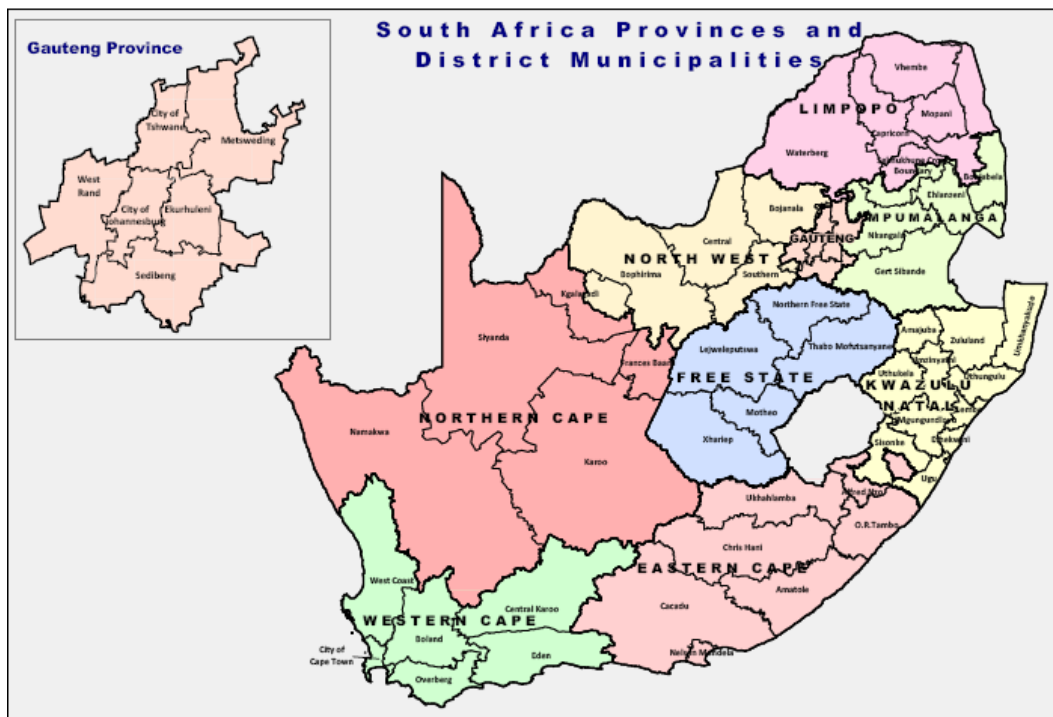 South Africa Provinces and
District Municipalities
Gauteng Province
City of
Tshwane
Metsweding
West
Rand
City of
Johannesburg
Ekurhuleni
Sedibeng
LIMPOPO
Vhembe
Mopani
Capricorn
Waterberg
Boundary
MPUMALANGA
Ehlanzeni
Nkangala
Gert Sibande
GAUTENG
NORTH WEST
Bojanala
Central
Southern
Bophirima
Kgalagadi
NORTHERN CAPE
Siyanda
Frances Baard
Namakwa
Karoo
FREE STATE
Northern Free State
Lejweleputswa
Thabo Mofutsanyane
Motheo
Xhariep
KWAZULU
NATAL
Amajuba
Zululand
Umkhanyakude
Umzinyathi
Uthukela
Uthungulu
Sisonke
Ugu
EASTERN CAPE
Ukhahlamba
Alfred Nzo
O.R.Tambo
Chris Hani
Amatole
Cacadu
Nelson Mandela
WESTERN CAPE
West Coast
Central Karoo
Boland
Eden
Overberg
City of
Cape Town